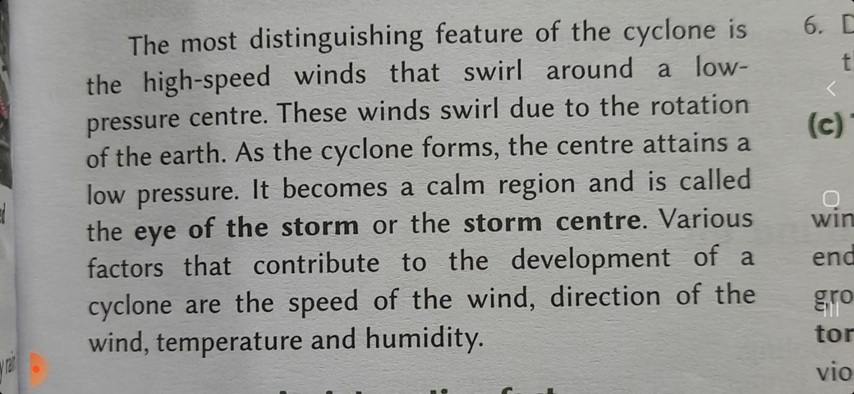 The most distinguishing feature of the cyclone is
the high-speed winds that swirl around a low-
pressure centre. These winds swirl due to the rotation
of the earth. As the cyclone forms, the centre attains a
low pressure. It becomes a calm region and is called
the eye of the storm or the storm centre. Various
factors that contribute to the development of a
cyclone are the speed of the wind, direction of the
wind, temperature and humidity.
6.
(c)
win
end
gro
tor
vio